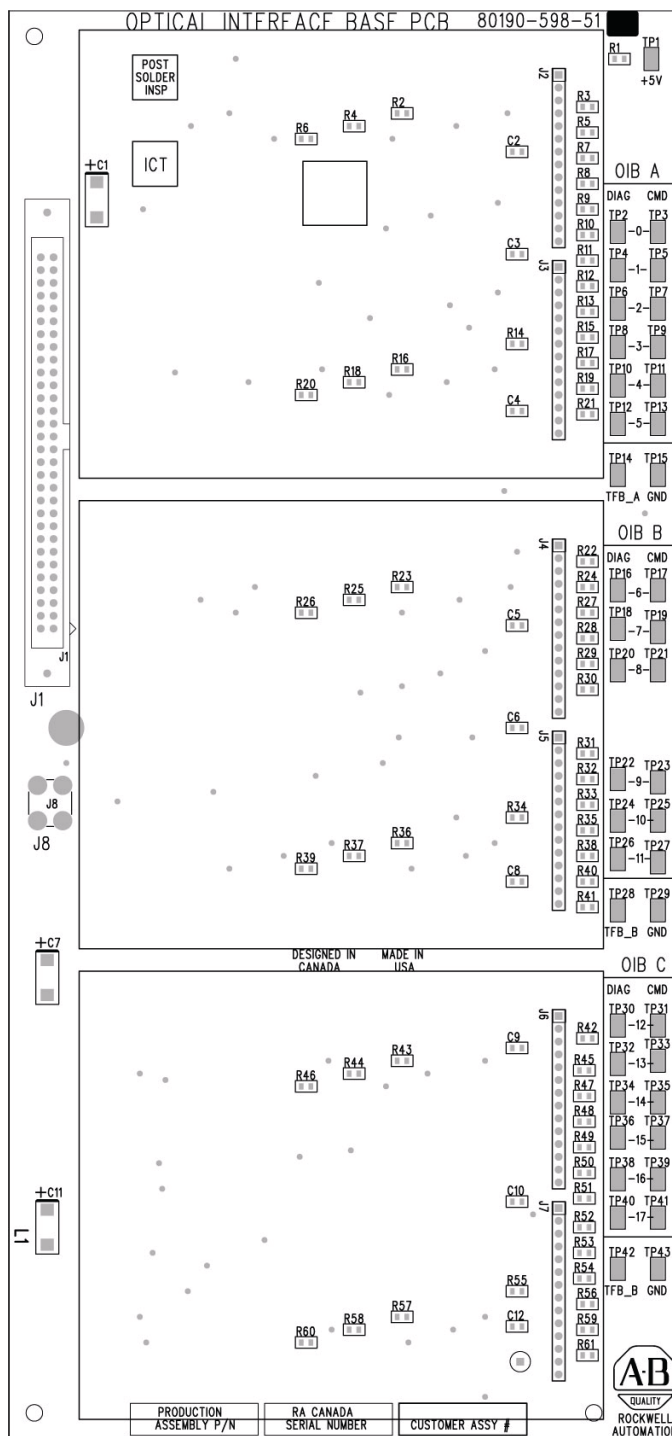 OPTICAL INTERFACE BASE PCB 80190-598-51
R1 TP1
+5V
POST
SOLDER
INSP
ICT
+C1
R2
R4
R6
C2
J2
R3
R5
R7
R8
R9
R10
R11
R12
R13
R15
R17
R19
R21
C3
J3
R14
R16
R18
R20
C4
OIB A
DIAG CMD
TP2 -0- TP3
TP4 -1- TP5
TP6 -2- TP7
TP8 -3- TP9
TP10 -4- TP11
TP12 -5- TP13
TP14 TP15
TFB_A GND
J1
J1
J8
J8
R23
R25
R26
C5
J4
R22
R24
R27
R28
R29
R30
C6
J5
R31
R32
R33
R35
R38
R40
R41
R34
R36
R37
R39
C8
OIB B
DIAG CMD
TP16 -6- TP17
TP18 -7- TP19
TP20 -8- TP21
TP22 -9- TP23
TP24 -10- TP25
TP26 -11- TP27
TP28 TP29
TFB_B GND
+C7
DESIGNED IN CANADA
MADE IN USA
R43
R44
R46
C9
J6
R42
R45
R47
R48
R49
R50
R51
C10
J7
R52
R53
R54
R56
R59
R61
R55
R57
R58
R60
C12
+C11
L1
OIB C
DIAG CMD
TP30 -12- TP31
TP32 -13- TP33
TP34 -14- TP35
TP36 -15- TP37
TP38 -16- TP39
TP40 -17- TP41
TP42 TP43
TFB_B GND
PRODUCTION
ASSEMBLY P/N
RA CANADA
SERIAL NUMBER
CUSTOMER ASSY #
A-B
QUALITY
ROCKWELL
AUTOMATION